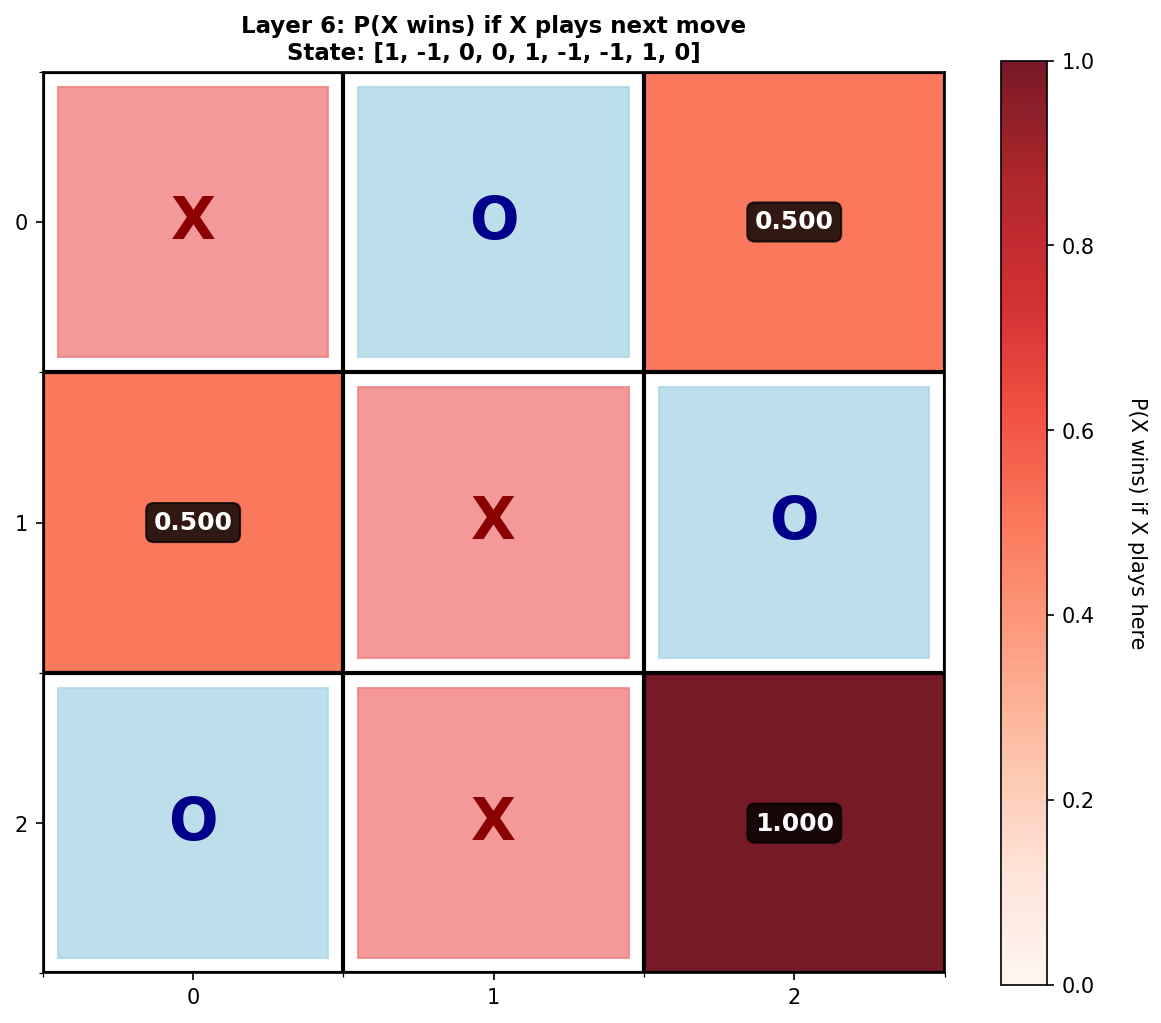 Layer 6: P(X wins) if X plays next move
State: [1, -1, 0, 0, 1, -1, -1, 1, 0]
X O 0.500
0.500 X O
O X 1.000
0
1
2
0 1 2
1.0
0.8
0.6
0.4
0.2
0.0
P(X wins) if X plays here